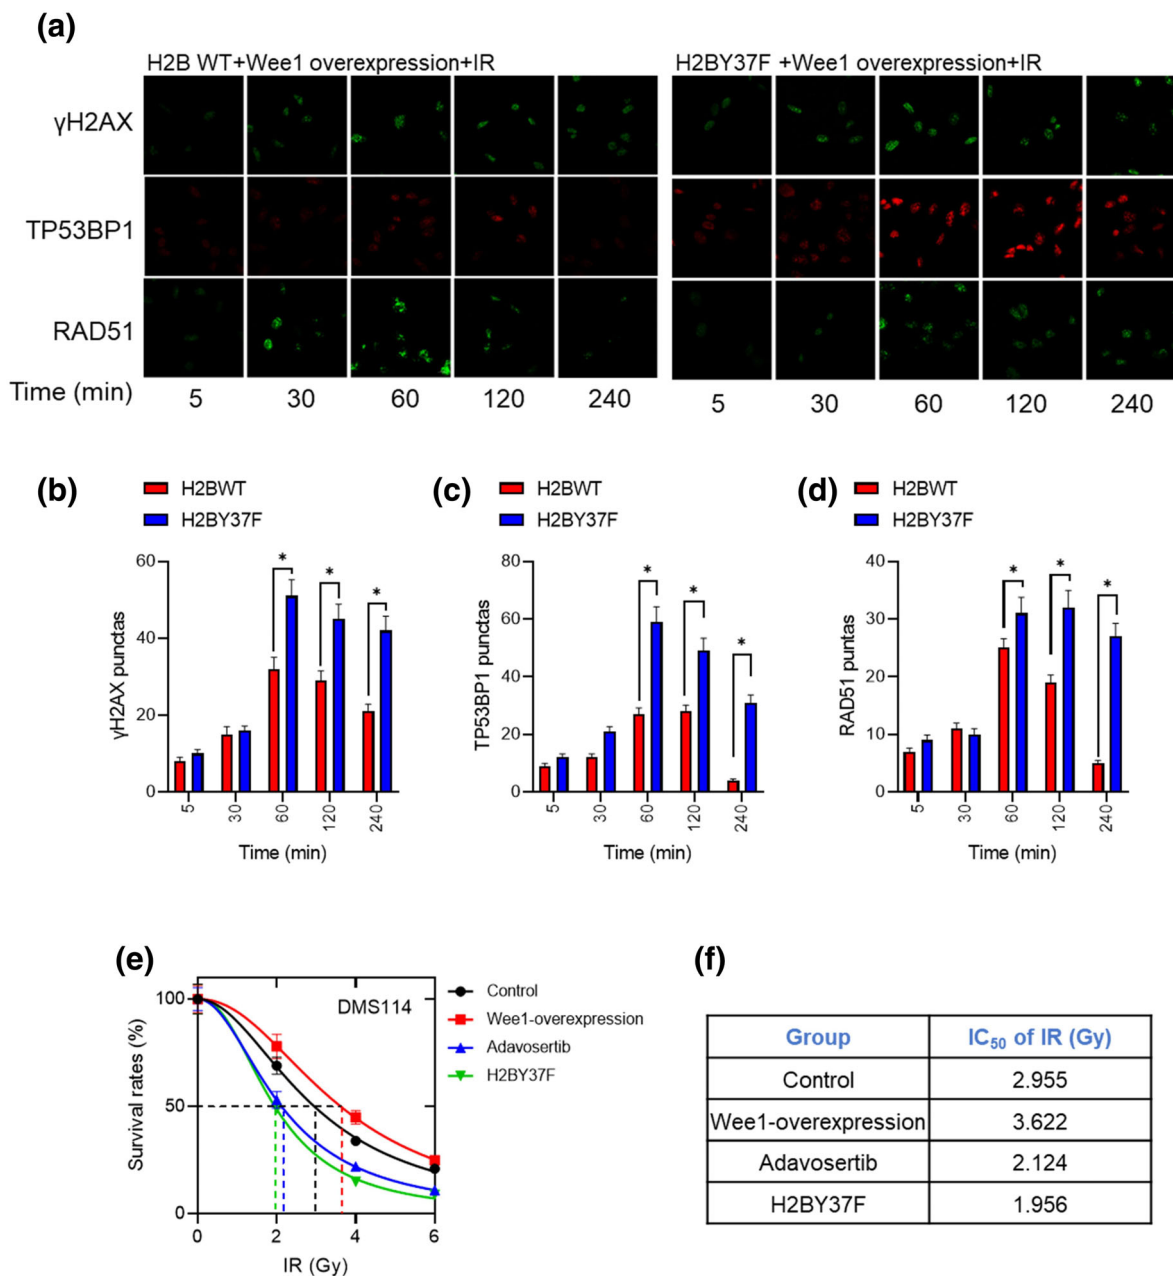 (a)
H2B WT+Wee1 overexpression+IR
H2BY37F +Wee1 overexpression+IR
γH2AX
TP53BP1
RAD51
Time (min)
5 30 60 120 240
5 30 60 120 240
(b)
H2BWT
H2BY37F
γH2AX punctas
60
40
20
0
* * *
5 30 60 120 240
Time (min)
(c)
H2BWT
H2BY37F
TP53BP1 punctas
80
60
40
20
0
* * *
5 30 60 120 240
Time (min)
(d)
H2BWT
H2BY37F
RAD51 puntas
40
30
20
10
0
* * *
5 30 60 120 240
Time (min)
(e)
DMS114
Survival rates (%)
100
50
0
0 2 4 6
IR (Gy)
Control
Wee1-overexpression
Adavosertib
H2BY37F
(f)
Group IC₅₀ of IR (Gy)
Control 2.955
Wee1-overexpression 3.622
Adavosertib 2.124
H2BY37F 1.956